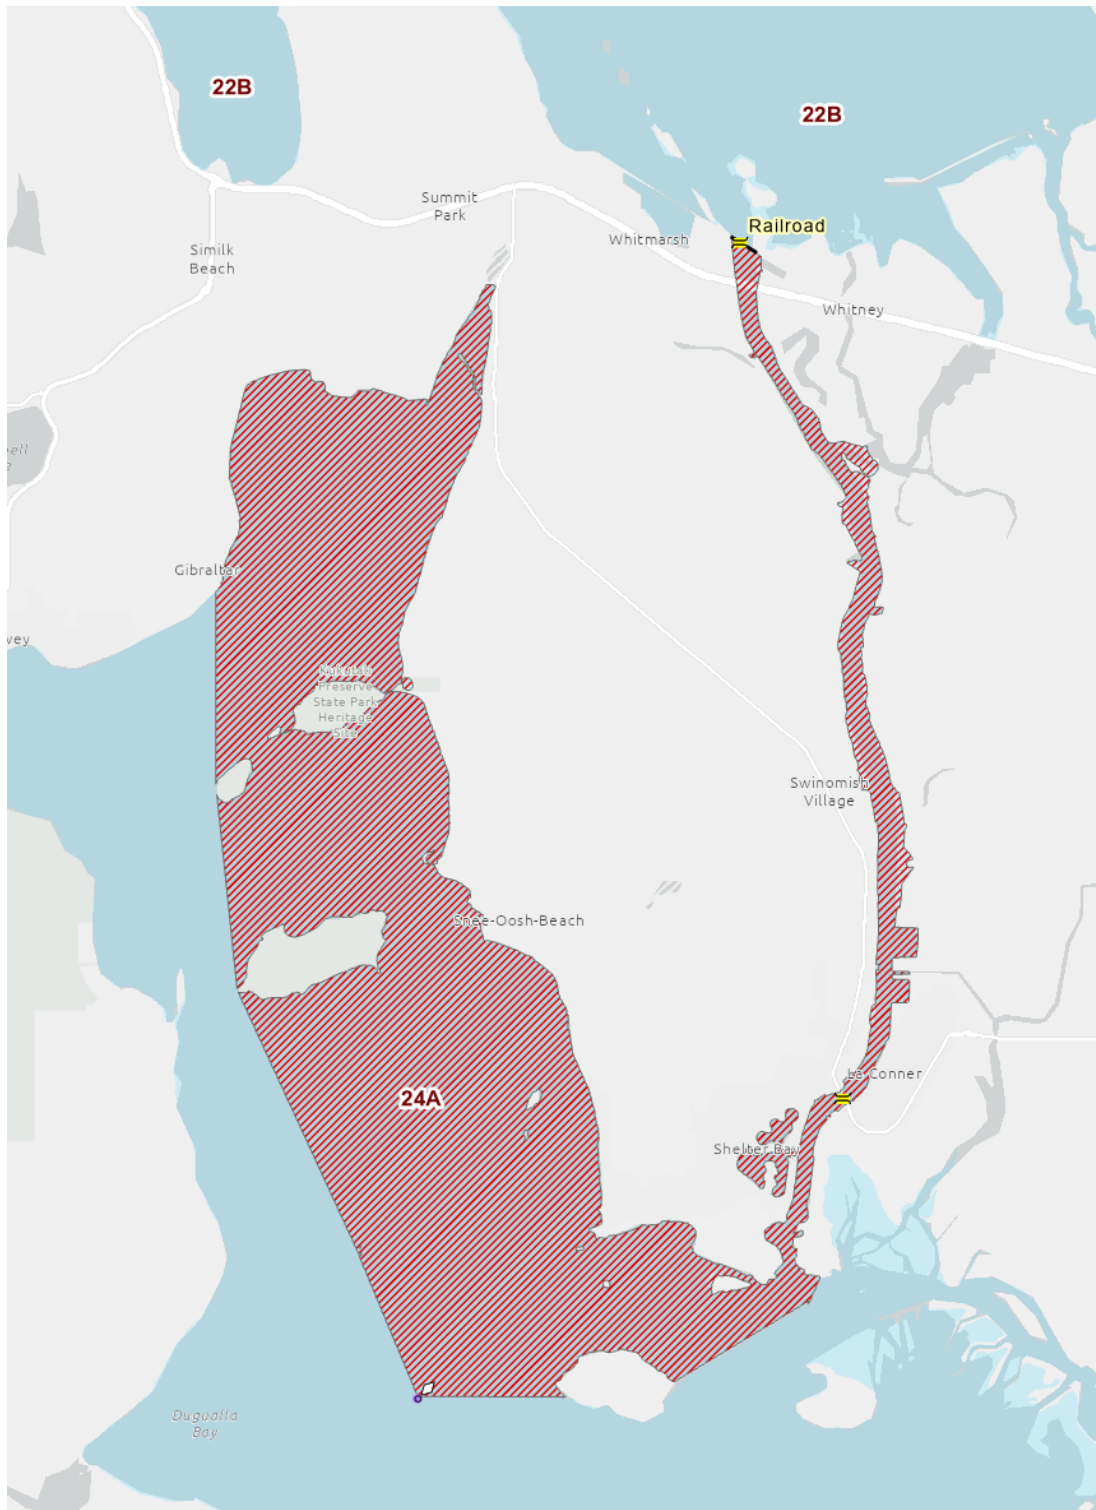 22B
22B
Summit
Park
Railroad
Whitmarsh
Similk
Beach
Whitney
Gibraltar
Preserve
State Park
Heritage
Site
Swinomish
Village
Snee-Oosh-Beach
24A
La Conner
Shelter Bay
Dugualla
Bay